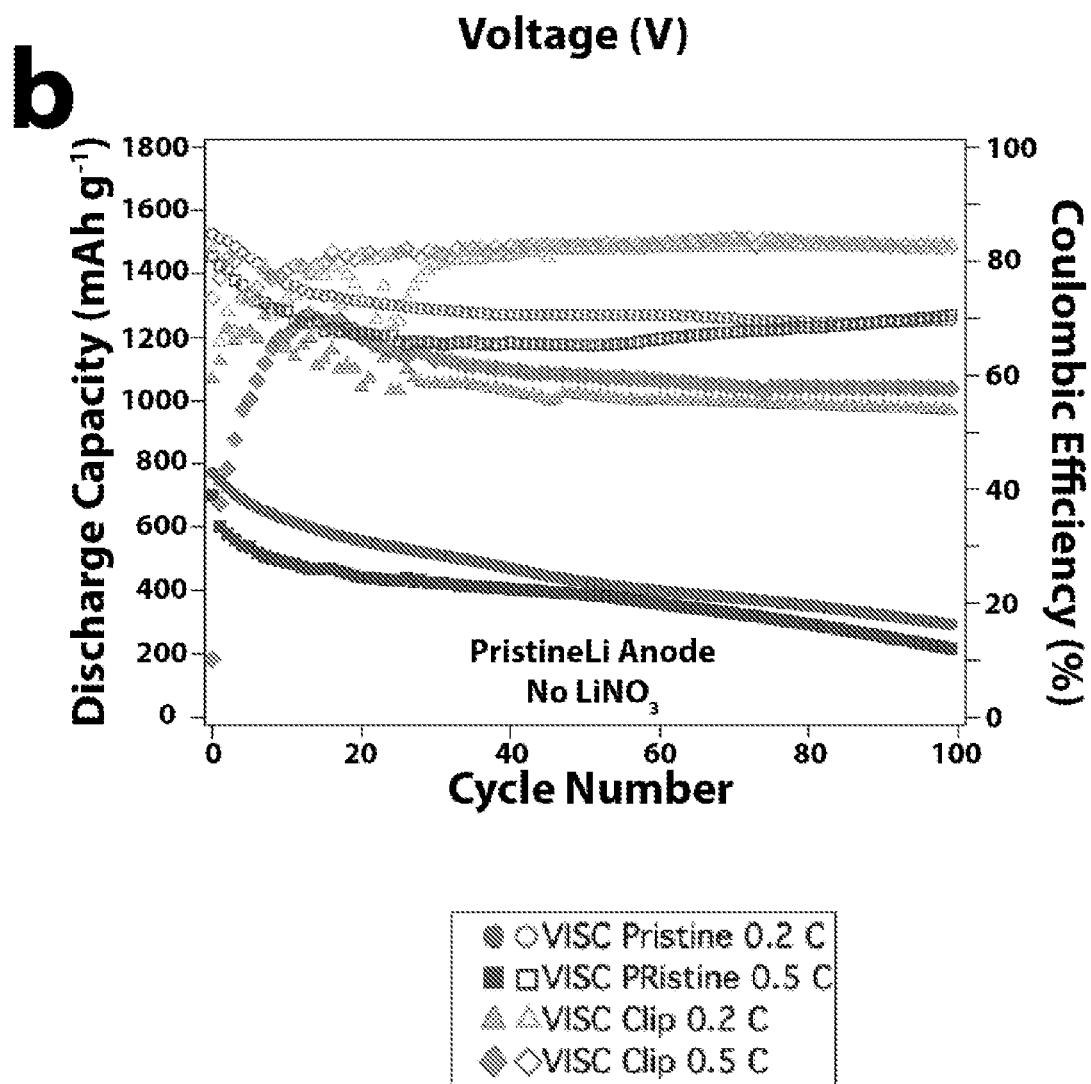 Voltage (V)
b
Discharge Capacity (mAh g⁻¹)
1800
1600
1400
1200
1000
800
600
400
200
0
100
80
60
40
20
0
Coulombic Efficiency (%)
PristineLi Anode
No LiNO₃
0 20 40 60 80 100
Cycle Number
VISC Pristine 0.2 C
VISC PRistine 0.5 C
VISC Clip 0.2 C
VISC Clip 0.5 C